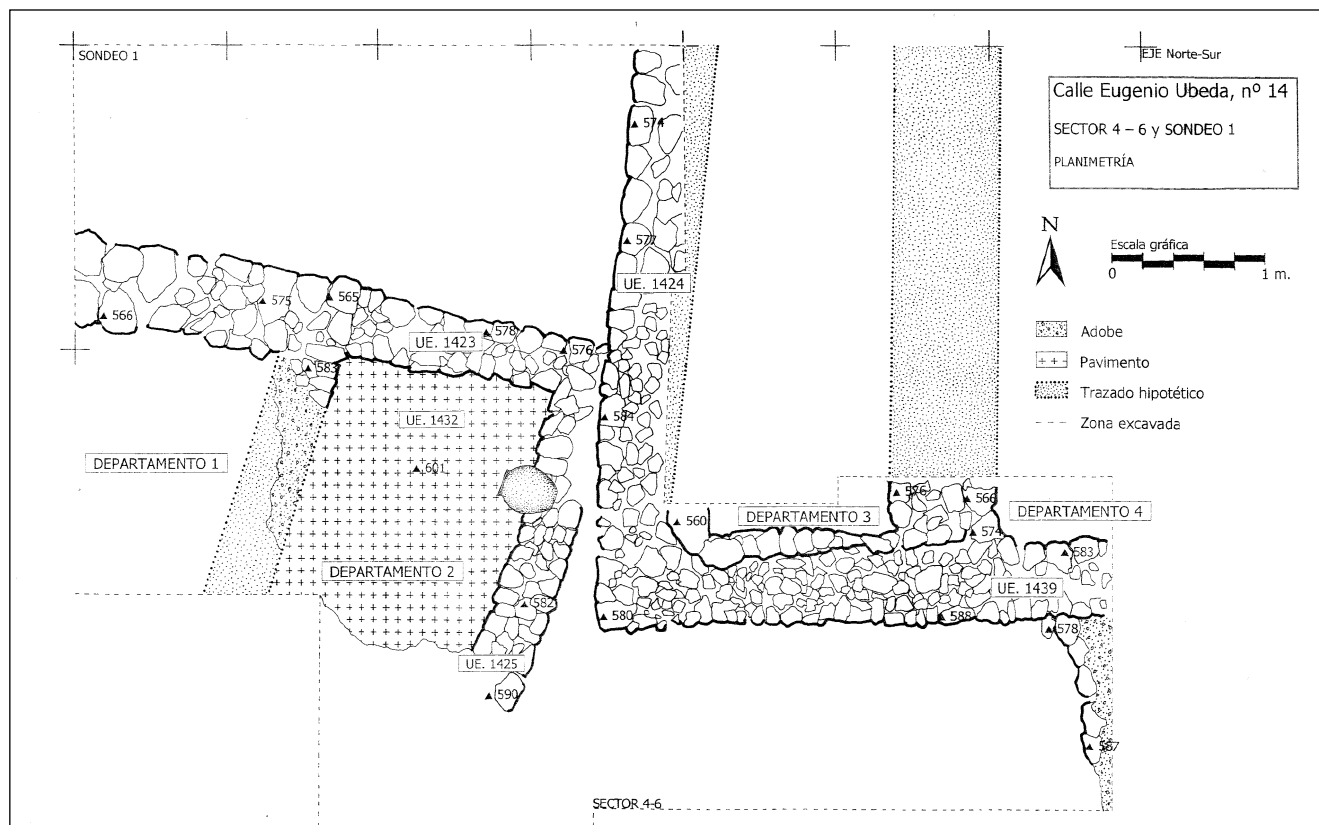 SONDEO 1
EJE Norte-Sur
Calle Eugenio Ubeda, nº 14
SECTOR 4 – 6 y SONDEO 1
PLANIMETRÍA
574
N
Escala gráfica
0 1 m.
577
UE. 1424
575
565
566
578
UE. 1423
576
Adobe
Pavimento
Trazado hipotético
Zona excavada
583
584
UE. 1432
DEPARTAMENTO 1
601
576
566
560
DEPARTAMENTO 3
DEPARTAMENTO 4
574
583
DEPARTAMENTO 2
UE. 1439
582
580
588
578
UE. 1425
590
567
SECTOR 4-6